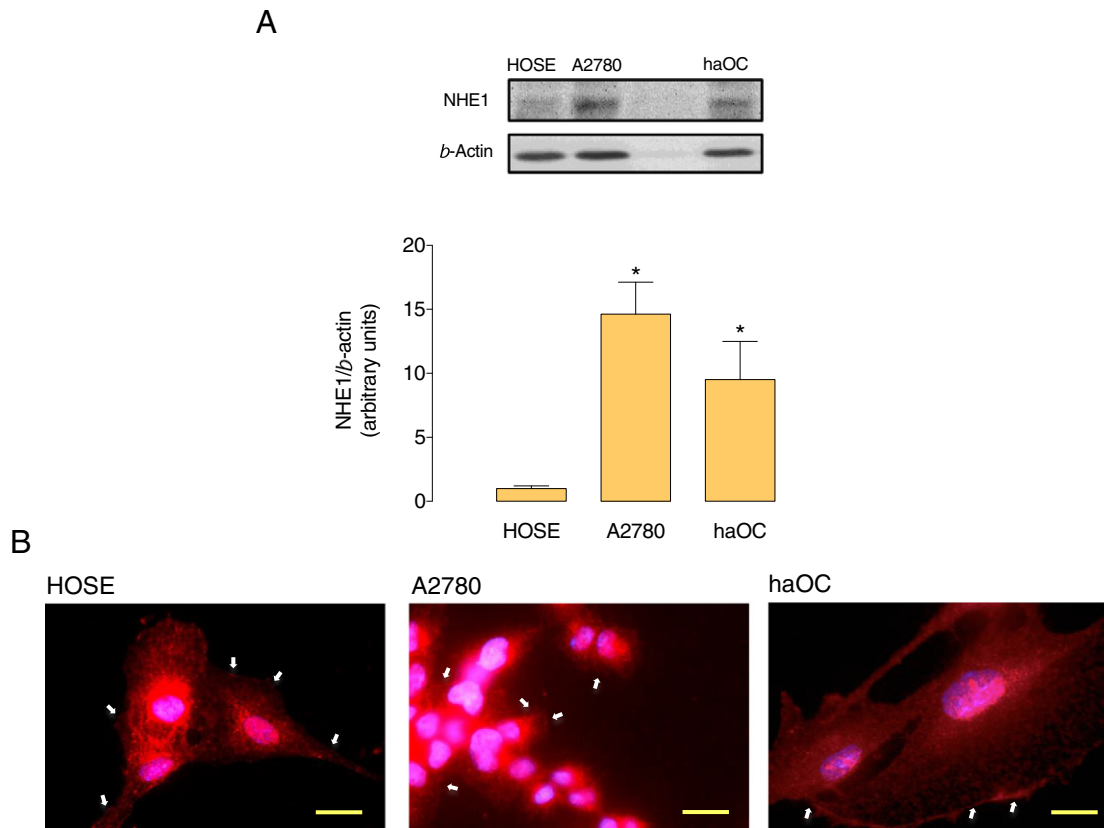 A
HOSE A2780 haOC
NHE1
b-Actin
20
15
10
5
0
NHE1/b-actin
(arbitrary units)
* *
HOSE A2780 haOC
B
HOSE A2780 haOC